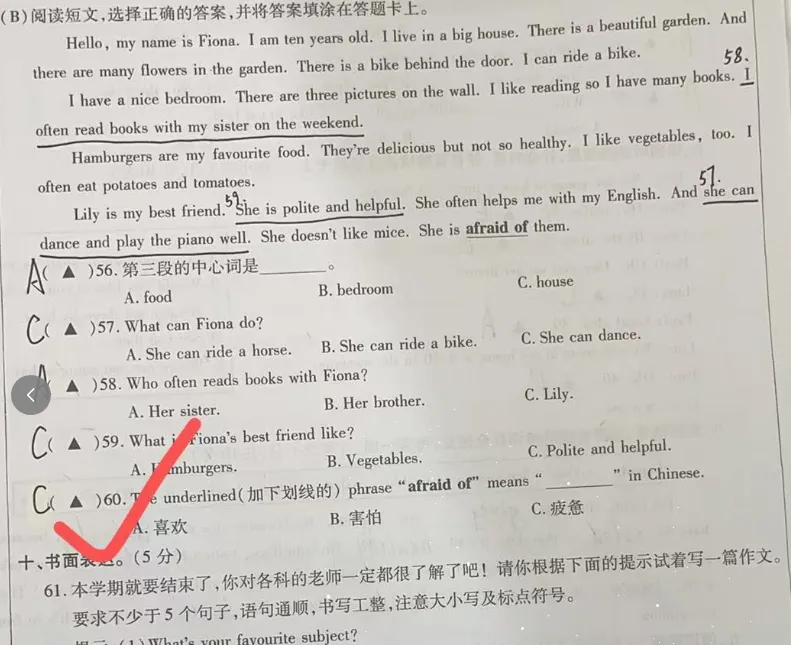 (B)阅读短文,选择正确的答案,并将答案填涂在答题卡上。
Hello, my name is Fiona. I am ten years old. I live in a big house. There is a beautiful garden. And
there are many flowers in the garden. There is a bike behind the door. I can ride a bike.
58.
I have a nice bedroom. There are three pictures on the wall. I like reading so I have many books. I
often read books with my sister on the weekend.
Hamburgers are my favourite food. They're delicious but not so healthy. I like vegetables, too. I
often eat potatoes and tomatoes.
59. 57.
Lily is my best friend. She is polite and helpful. She often helps me with my English. And she can
dance and play the piano well. She doesn't like mice. She is afraid of them.
A( ▲ )56. 第三段的中心词是________。
A. food B. bedroom C. house
C( ▲ )57. What can Fiona do?
A. She can ride a horse. B. She can ride a bike. C. She can dance.
A ▲ )58. Who often reads books with Fiona?
A. Her sister. B. Her brother. C. Lily.
C( ▲ )59. What is Fiona's best friend like?
A. Hamburgers. B. Vegetables. C. Polite and helpful.
C( ▲ )60. The underlined(加下划线的) phrase "afraid of" means "________" in Chinese.
A. 喜欢 B. 害怕 C. 疲惫
十、书面表达。(5 分)
61. 本学期就要结束了,你对各科的老师一定都很了解了吧!请你根据下面的提示试着写一篇作文。
要求不少于 5 个句子,语句通顺,书写工整,注意大小写及标点符号。
提示:(1) What's your favourite subject?